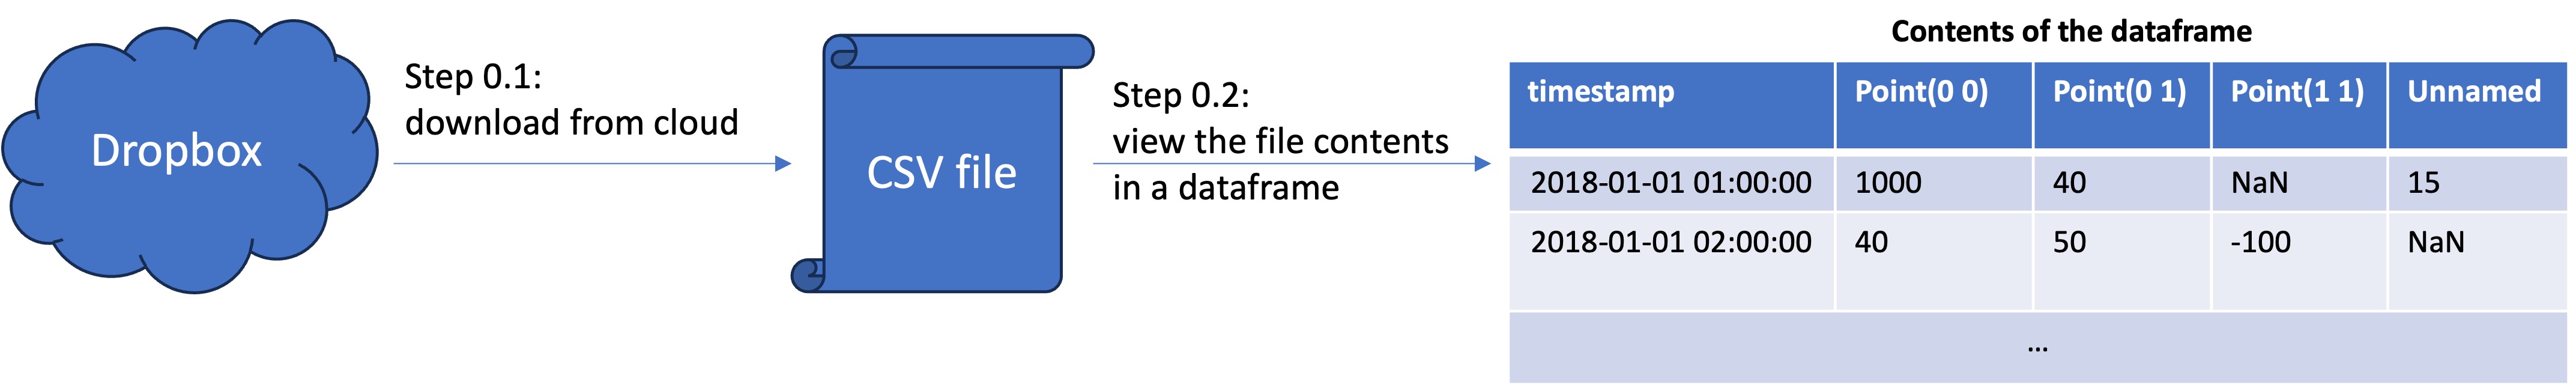 Dropbox
Step 0.1:
download from cloud
CSV file
Step 0.2:
view the file contents
in a dataframe
Contents of the dataframe
timestamp Point(0 0) Point(0 1) Point(1 1) Unnamed
2018-01-01 01:00:00 1000 40 NaN 15
2018-01-01 02:00:00 40 50 -100 NaN
...